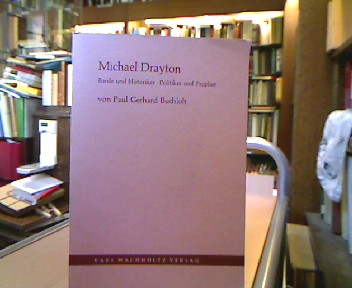 Michael Drayton
Barde und Historiker · Politiker und Prophet
von Paul Gerhard Buchloh
KARL WACHHOLTZ VERLAG